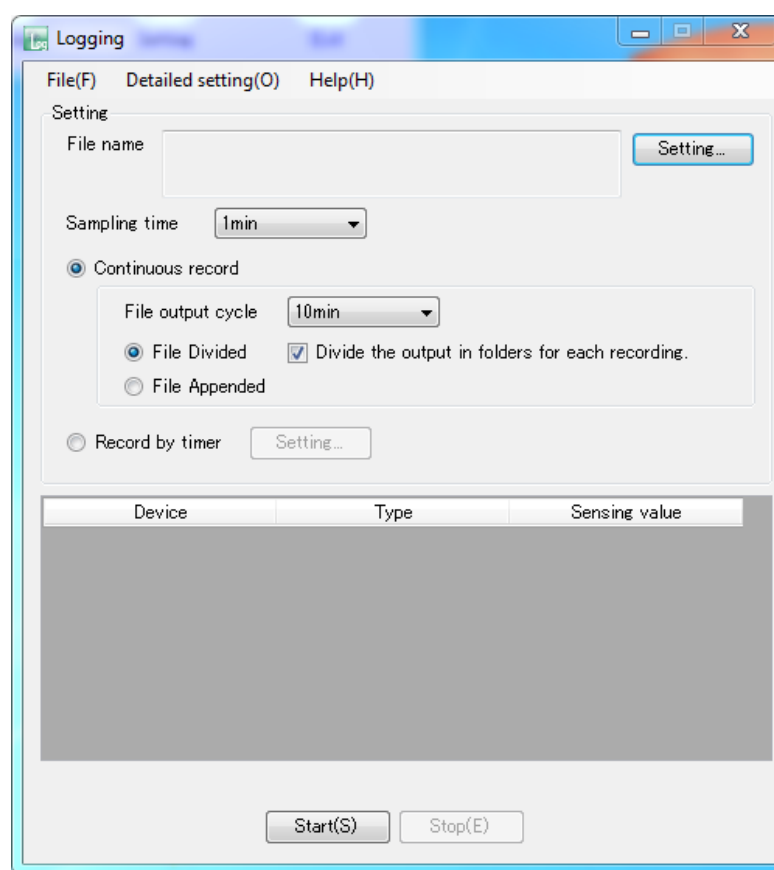 Logging
File(F) Detailed setting(O) Help(H)
Setting
File name Setting...
Sampling time 1min
Continuous record
File output cycle 10min
File Divided Divide the output in folders for each recording.
File Appended
Record by timer Setting...
Device Type Sensing value
Start(S) Stop(E)